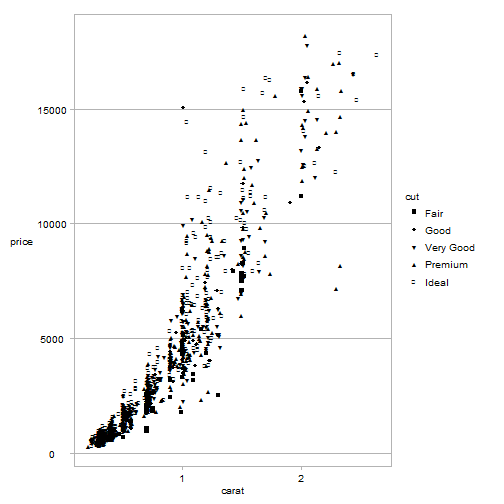 15000
10000
5000
0
price
1
2
carat
cut
Fair
Good
Very Good
Premium
Ideal